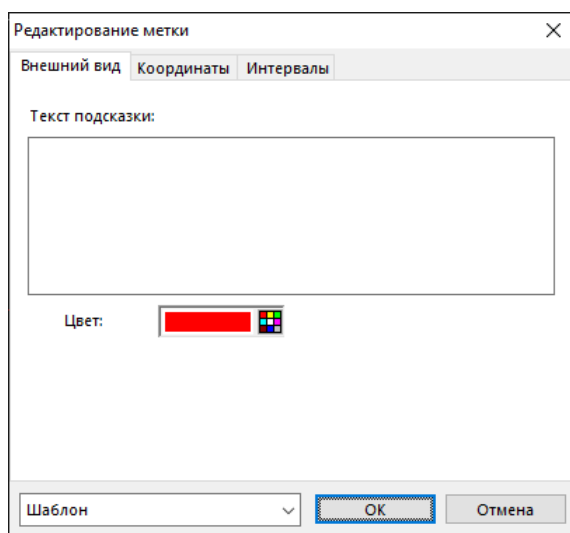 Редактирование метки
Внешний вид Координаты Интервалы
Текст подсказки:
Цвет:
Шаблон OK Отмена